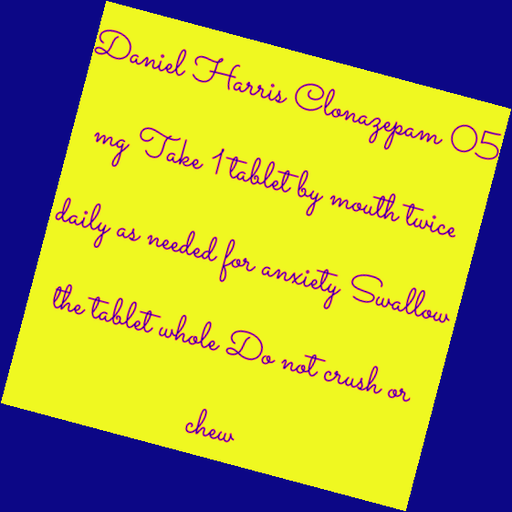 Daniel Harris Clonazepam 05
mg Take 1 tablet by mouth twice
daily as needed for anxiety Swallow
the tablet whole Do not crush or
chew